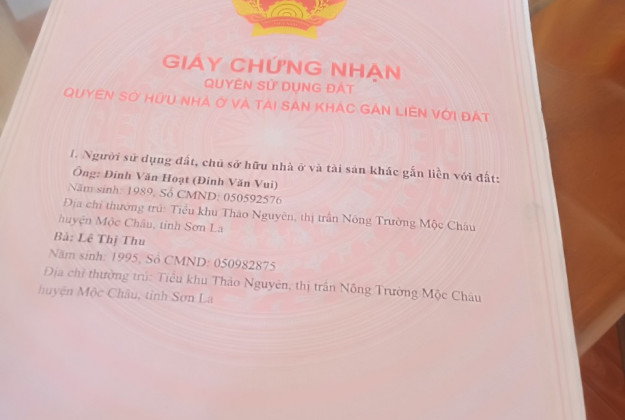 GIẤY CHỨNG NHẬN
QUYỀN SỬ DỤNG ĐẤT
QUYỀN SỞ HỮU NHÀ Ở VÀ TÀI SẢN KHÁC GẮN LIỀN VỚI ĐẤT
I. Người sử dụng đất, chủ sở hữu nhà ở và tài sản khác gắn liền với đất:
Ông: Đinh Văn Hoạt (Đinh Văn Vui)
Năm sinh: 1989, Số CMND: 050592576
Địa chỉ thường trú: Tiểu khu Thảo Nguyên, thị trấn Nông Trường Mộc Châu
huyện Mộc Châu, tỉnh Sơn La
Bà: Lê Thị Thu
Năm sinh: 1995, Số CMND: 050982875
Địa chỉ thường trú: Tiểu khu Thảo Nguyên, thị trấn Nông Trường Mộc Châu
huyện Mộc Châu, tỉnh Sơn La